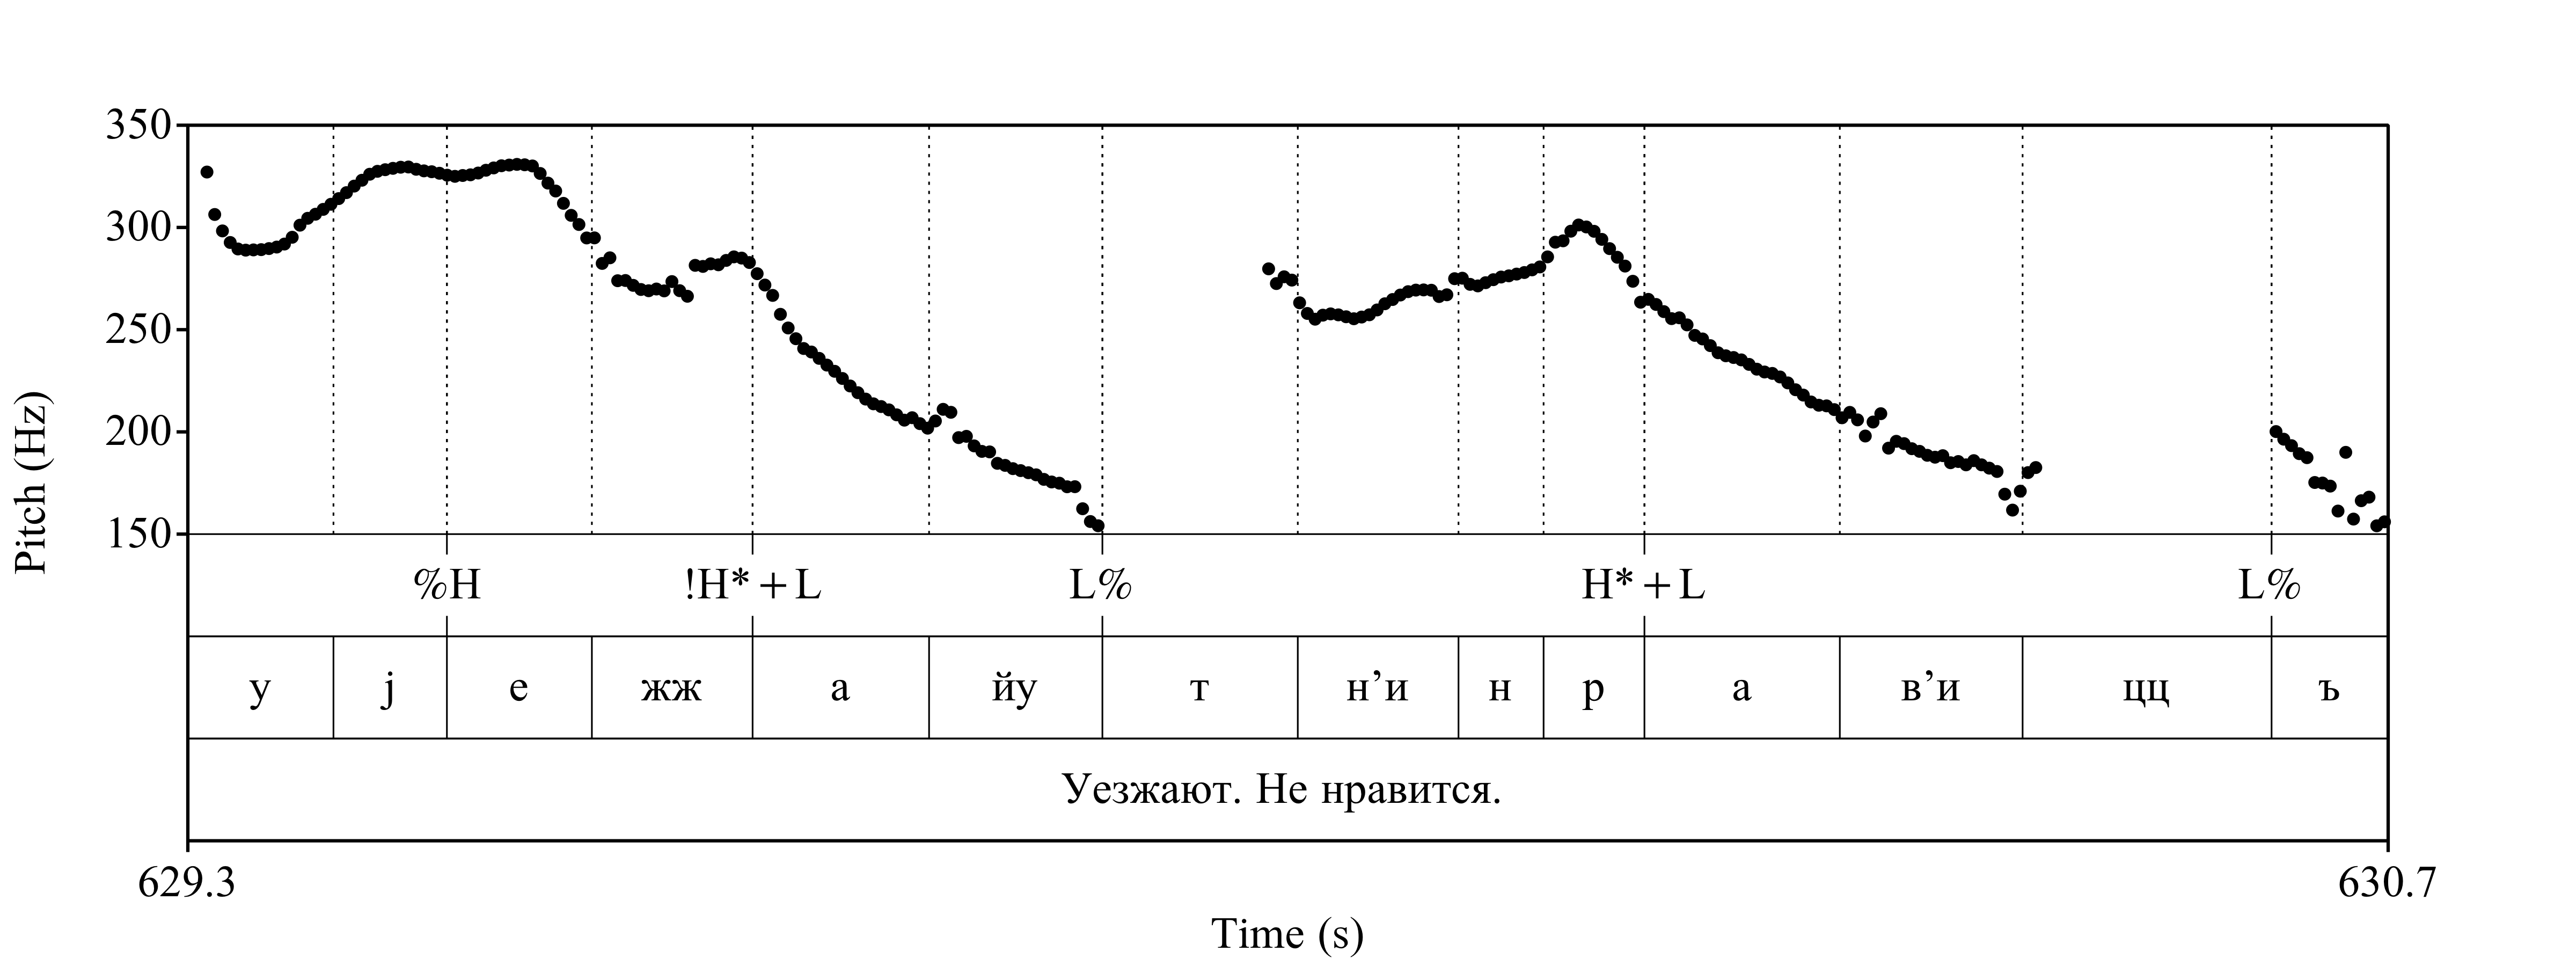 350
300
250
200
150
Pitch (Hz)
%H !H* + L L% H* + L L%
у ј е жж а йу т н’и н р а в’и цц ъ
Уезжают. Не нравится.
629.3 630.7
Time (s)